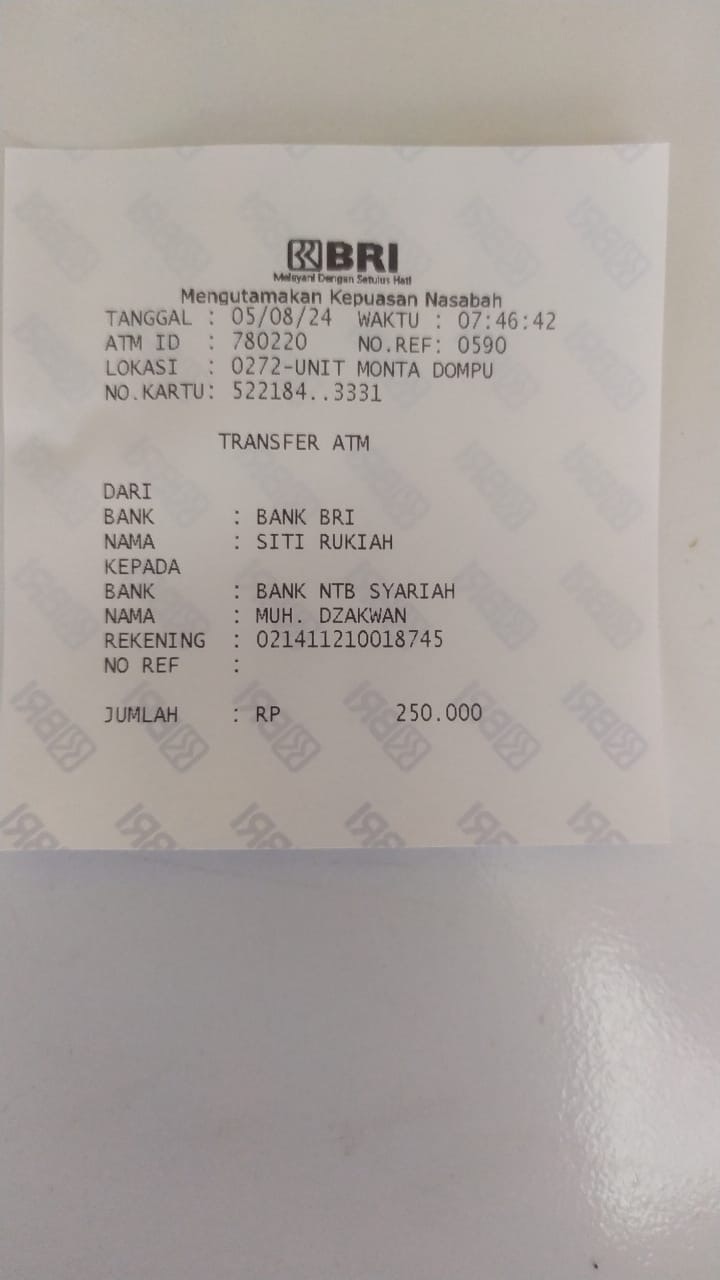 BRI
Melayani Dengan Setulus Hati
Mengutamakan Kepuasan Nasabah
TANGGAL : 05/08/24 WAKTU : 07:46:42
ATM ID : 780220 NO.REF: 0590
LOKASI : 0272-UNIT MONTA DOMPU
NO.KARTU: 522184..3331
TRANSFER ATM
DARI
BANK : BANK BRI
NAMA : SITI RUKIAH
KEPADA
BANK : BANK NTB SYARIAH
NAMA : MUH. DZAKWAN
REKENING : 021411210018745
NO REF :
JUMLAH : RP 250.000